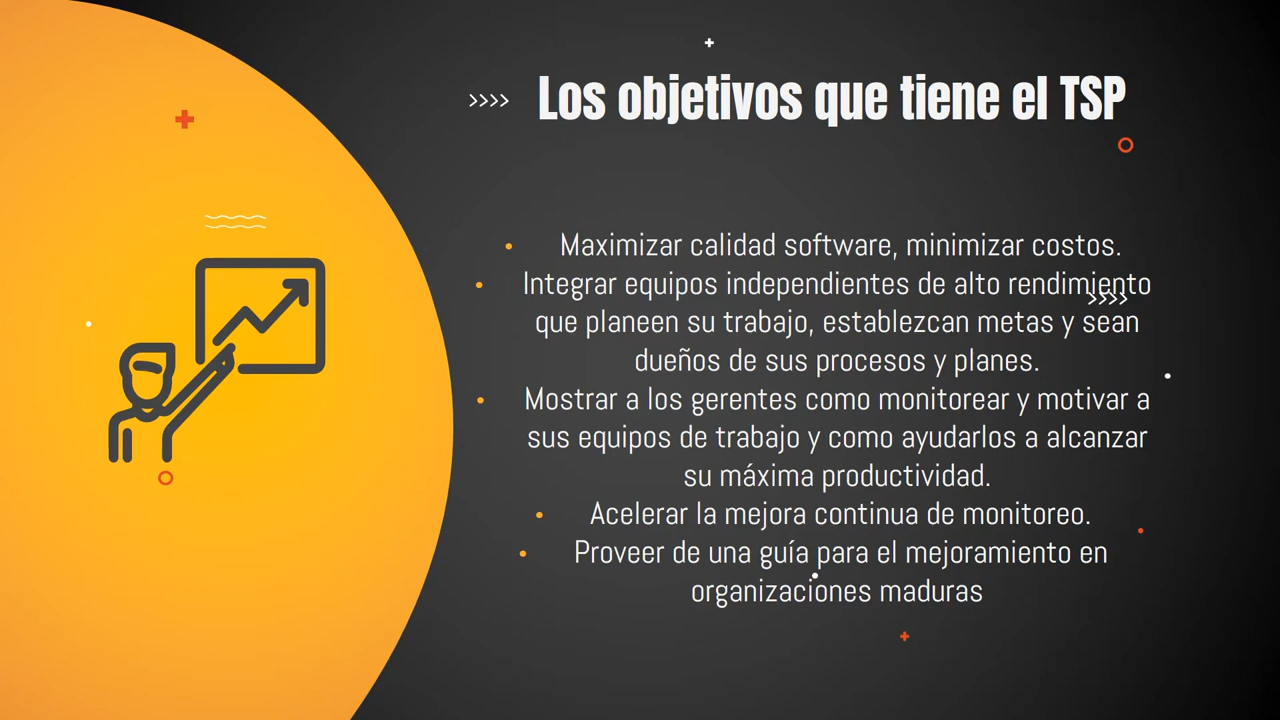 Los objetivos que tiene el TSP
Maximizar calidad software, minimizar costos.
Integrar equipos independientes de alto rendimiento
que planeen su trabajo, establezcan metas y sean
dueños de sus procesos y planes.
Mostrar a los gerentes como monitorear y motivar a
sus equipos de trabajo y como ayudarlos a alcanzar
su máxima productividad.
Acelerar la mejora continua de monitoreo.
Proveer de una guía para el mejoramiento en
organizaciones maduras